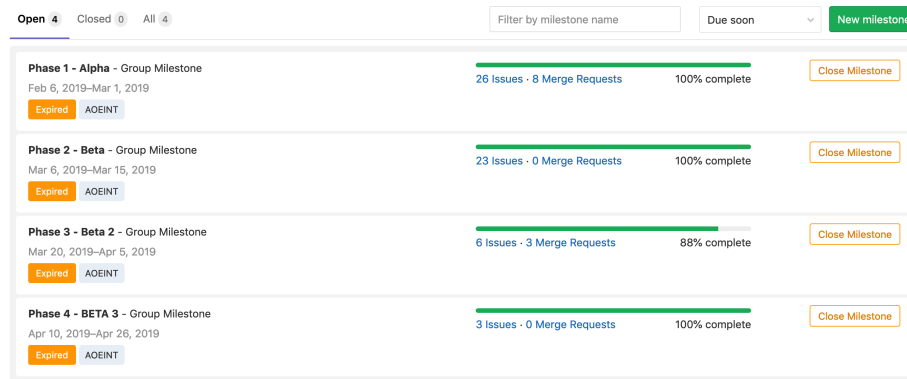 Open 4 Closed 0 All 4 Filter by milestone name Due soon New milestone
Phase 1 - Alpha - Group Milestone
Feb 6, 2019–Mar 1, 2019
Expired AOEINT
26 Issues · 8 Merge Requests 100% complete
Close Milestone
Phase 2 - Beta - Group Milestone
Mar 6, 2019–Mar 15, 2019
Expired AOEINT
23 Issues · 0 Merge Requests 100% complete
Close Milestone
Phase 3 - Beta 2 - Group Milestone
Mar 20, 2019–Apr 5, 2019
Expired AOEINT
6 Issues · 3 Merge Requests 88% complete
Close Milestone
Phase 4 - BETA 3 - Group Milestone
Apr 10, 2019–Apr 26, 2019
Expired AOEINT
3 Issues · 0 Merge Requests 100% complete
Close Milestone